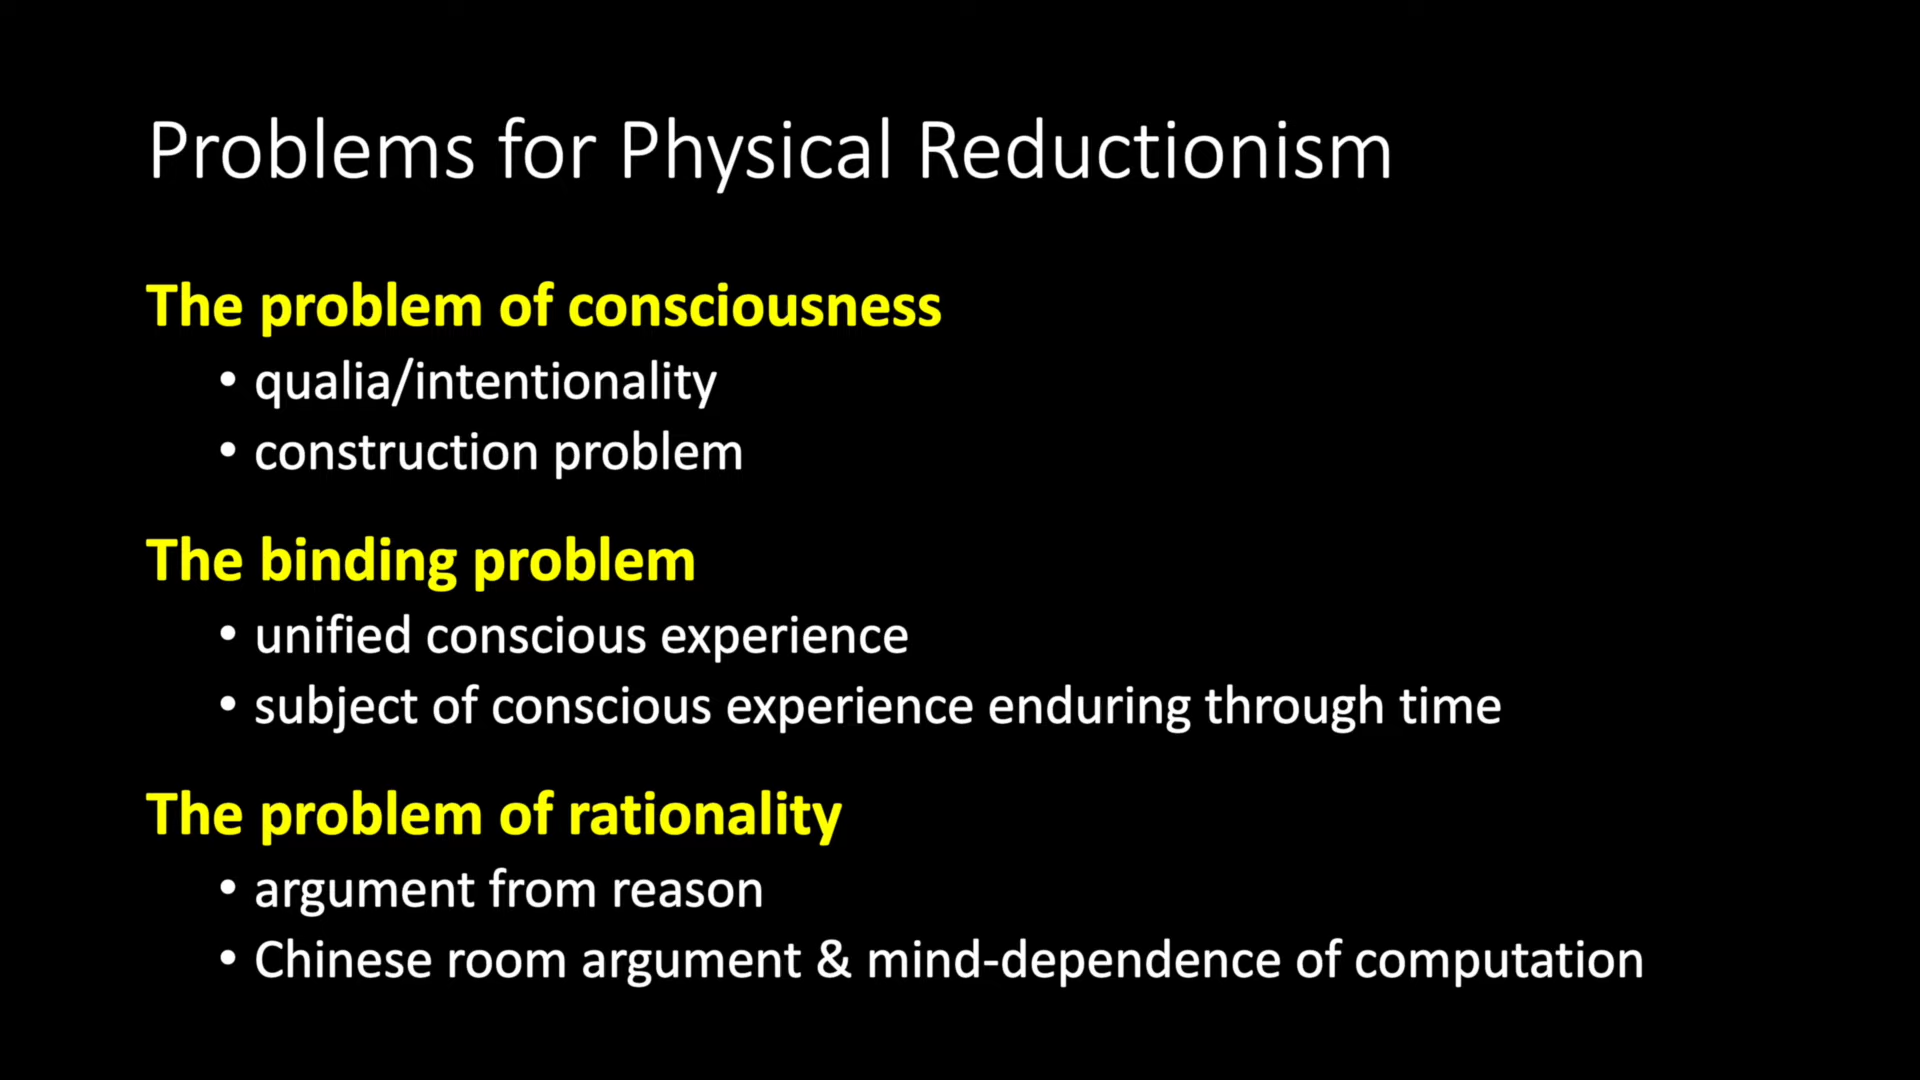 Problems for Physical Reductionism
The problem of consciousness
• qualia/intentionality
• construction problem
The binding problem
• unified conscious experience
• subject of conscious experience enduring through time
The problem of rationality
• argument from reason
• Chinese room argument & mind-dependence of computation